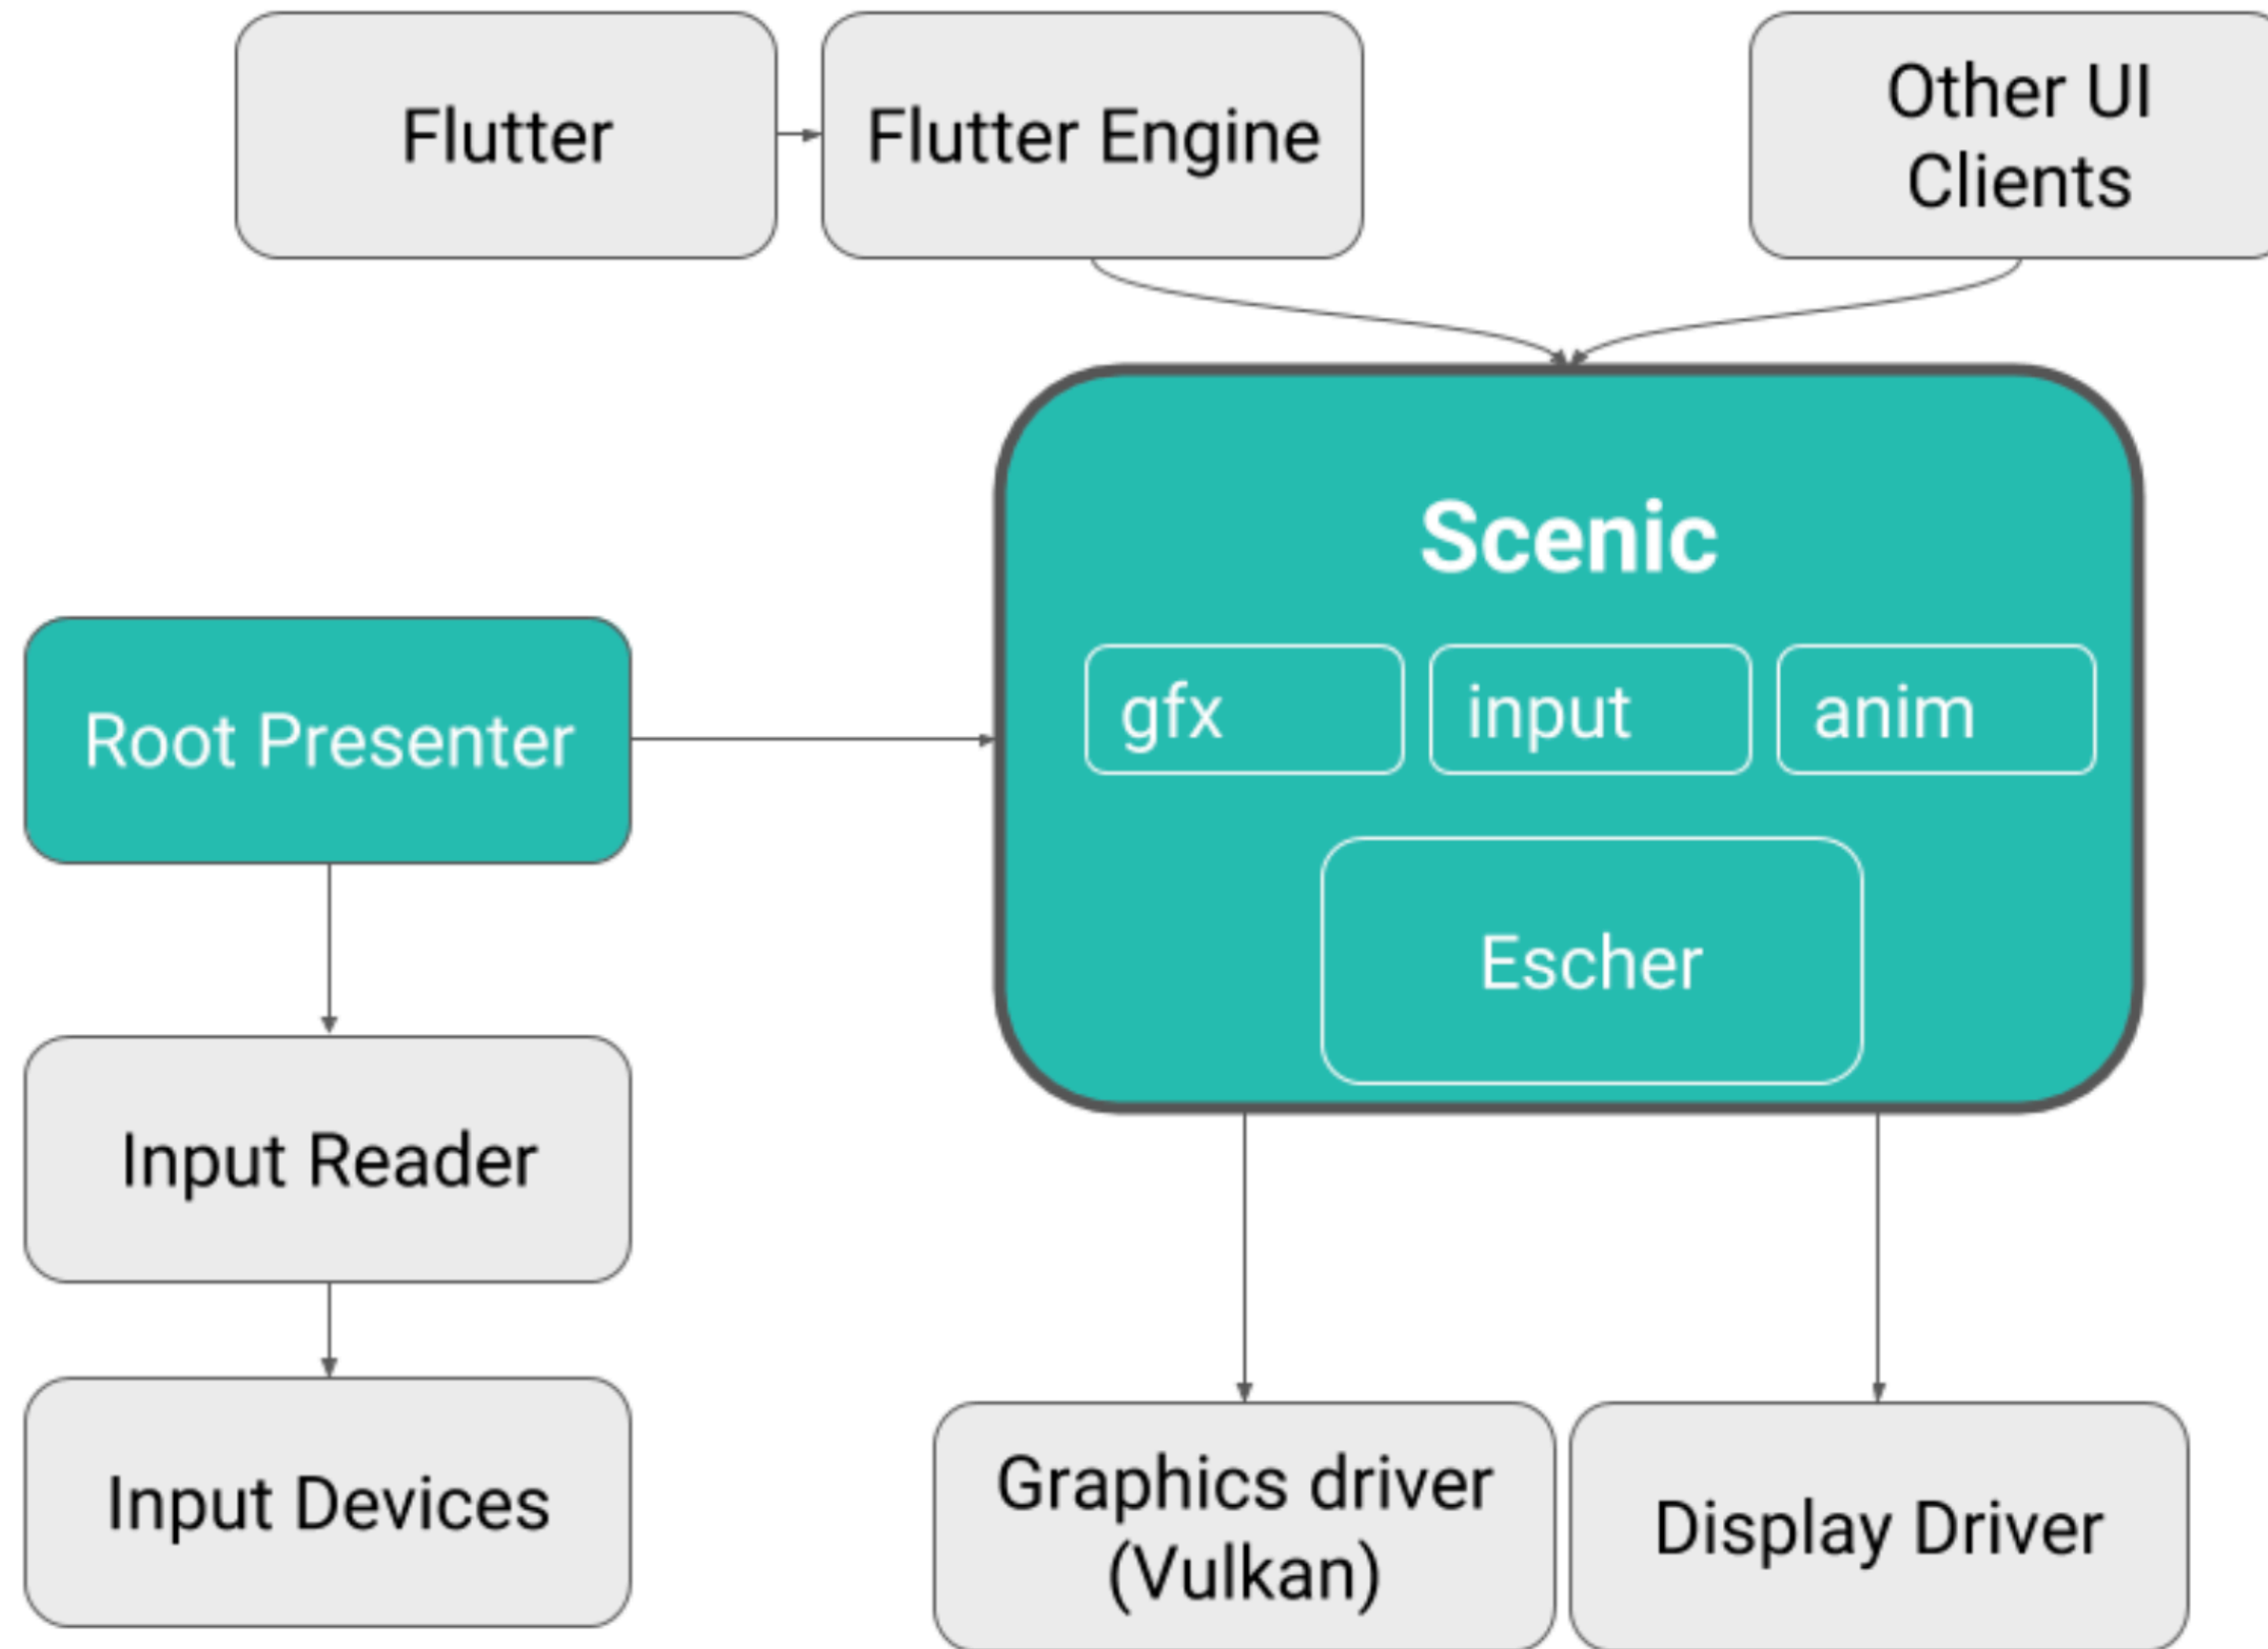 Flutter
Flutter Engine
Other UI
Clients
Scenic
Root Presenter
gfx
input
anim
Escher
Input Reader
Input Devices
Graphics driver
(Vulkan)
Display Driver